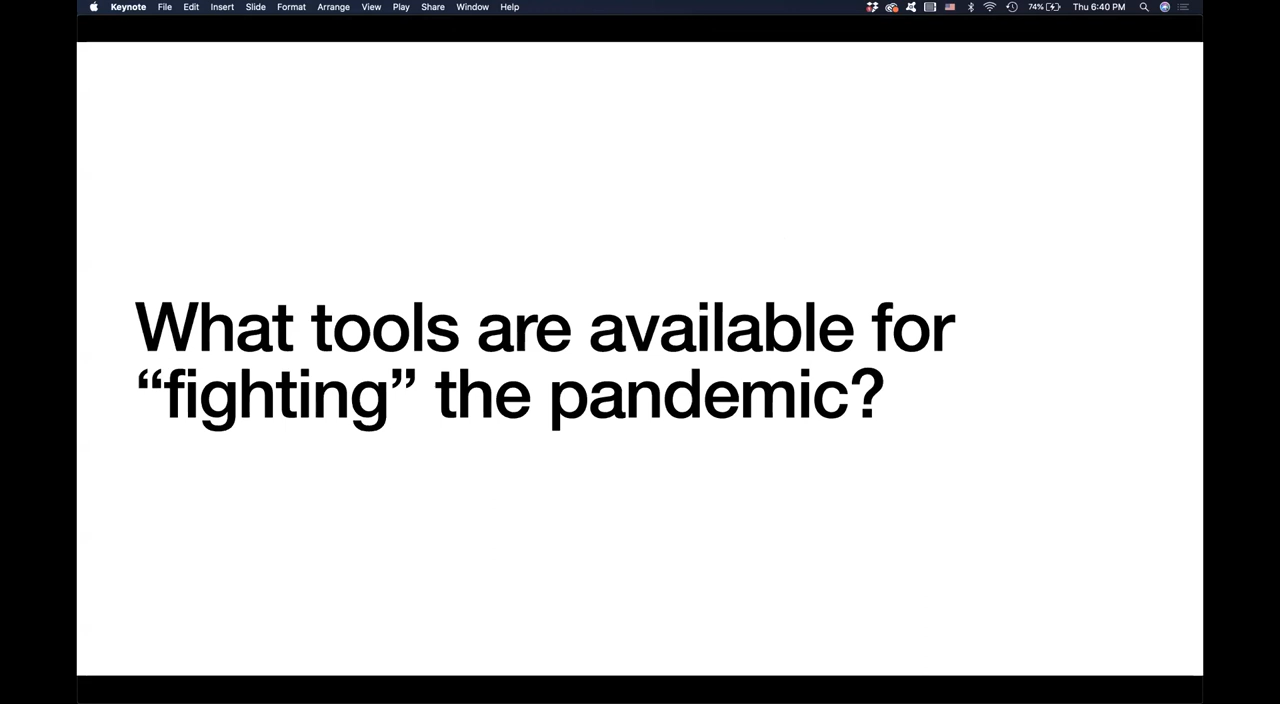 Keynote File Edit Insert Slide Format Arrange View Play Share Window Help 74% Thu 6:40 PM
What tools are available for
“fighting” the pandemic?